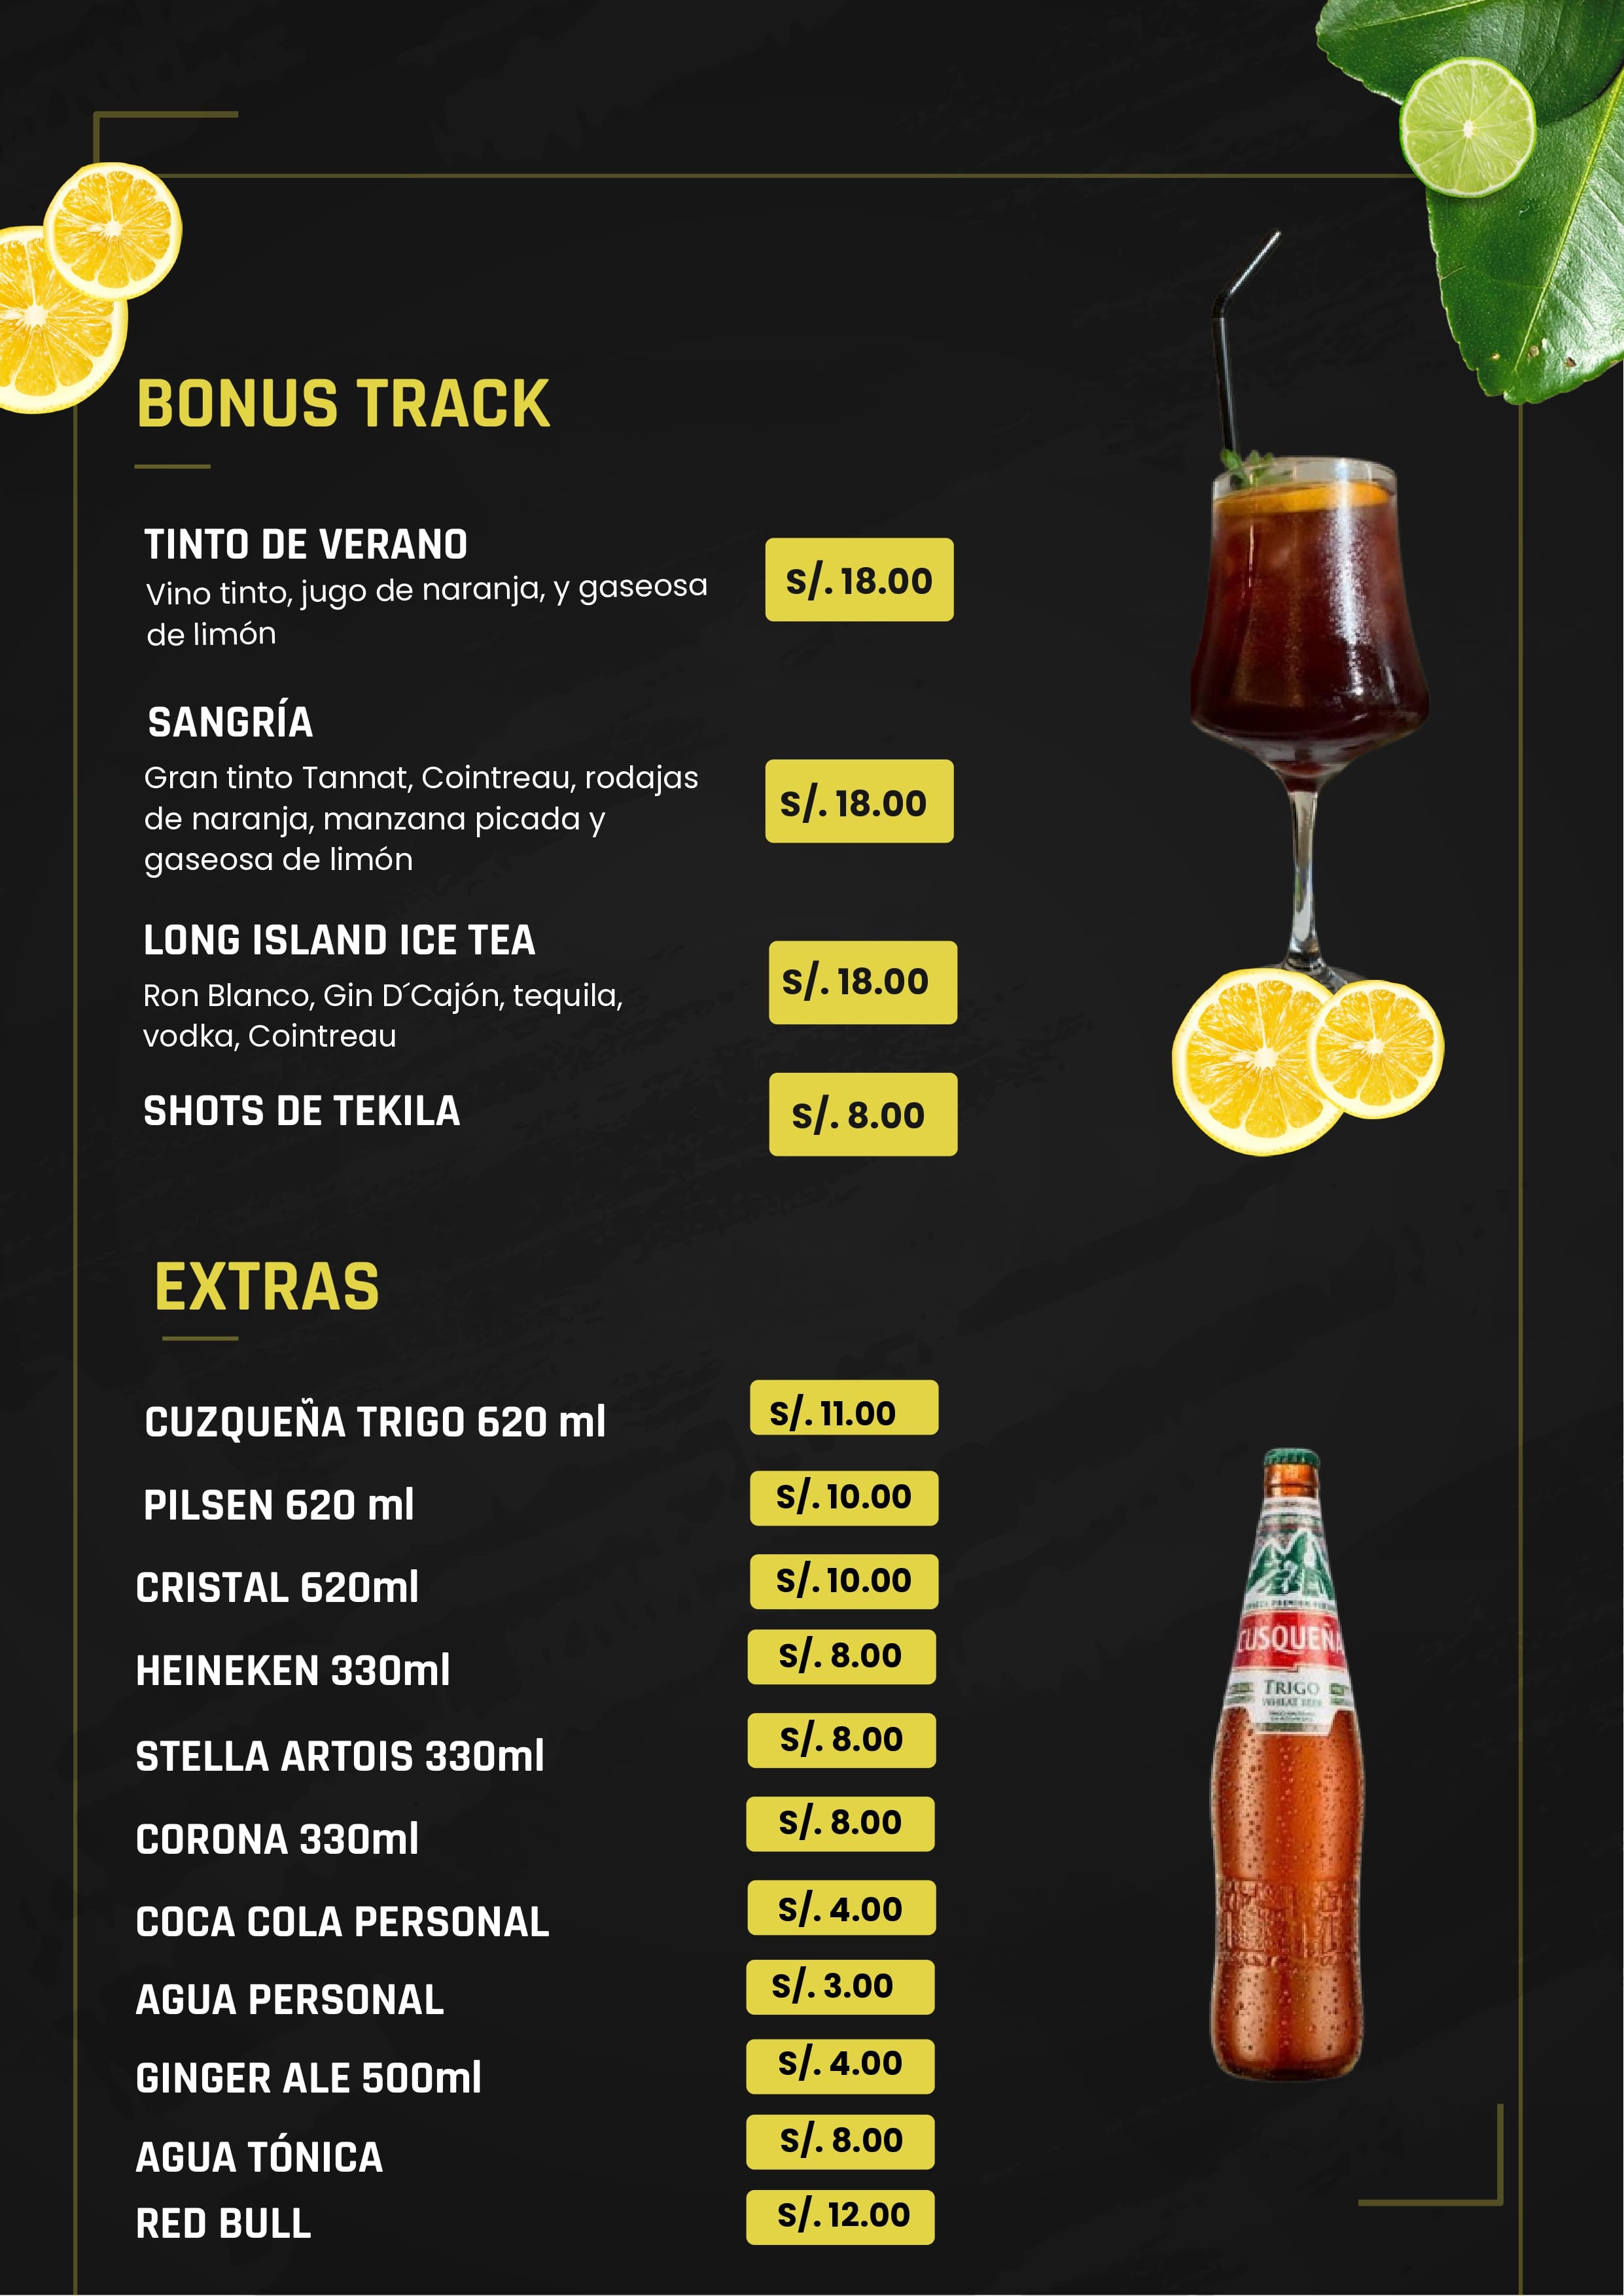 BONUS TRACK
TINTO DE VERANO
Vino tinto, jugo de naranja, y gaseosa
de limón
S/. 18.00
SANGRÍA
Gran tinto Tannat, Cointreau, rodajas
de naranja, manzana picada y
gaseosa de limón
S/. 18.00
LONG ISLAND ICE TEA
Ron Blanco, Gin D´Cajón, tequila,
vodka, Cointreau
S/. 18.00
SHOTS DE TEKILA
S/. 8.00
EXTRAS
CUZQUEÑA TRIGO 620 ml
S/. 11.00
PILSEN 620 ml
S/. 10.00
CRISTAL 620ml
S/. 10.00
HEINEKEN 330ml
S/. 8.00
STELLA ARTOIS 330ml
S/. 8.00
CORONA 330ml
S/. 8.00
COCA COLA PERSONAL
S/. 4.00
AGUA PERSONAL
S/. 3.00
GINGER ALE 500ml
S/. 4.00
AGUA TÓNICA
S/. 8.00
RED BULL
S/. 12.00
CUSQUEÑA
TRIGO
WHEAT BEER